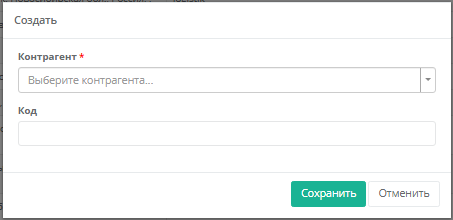 Создать
Контрагент *
Выберите контрагента...
Код
Сохранить
Отменить